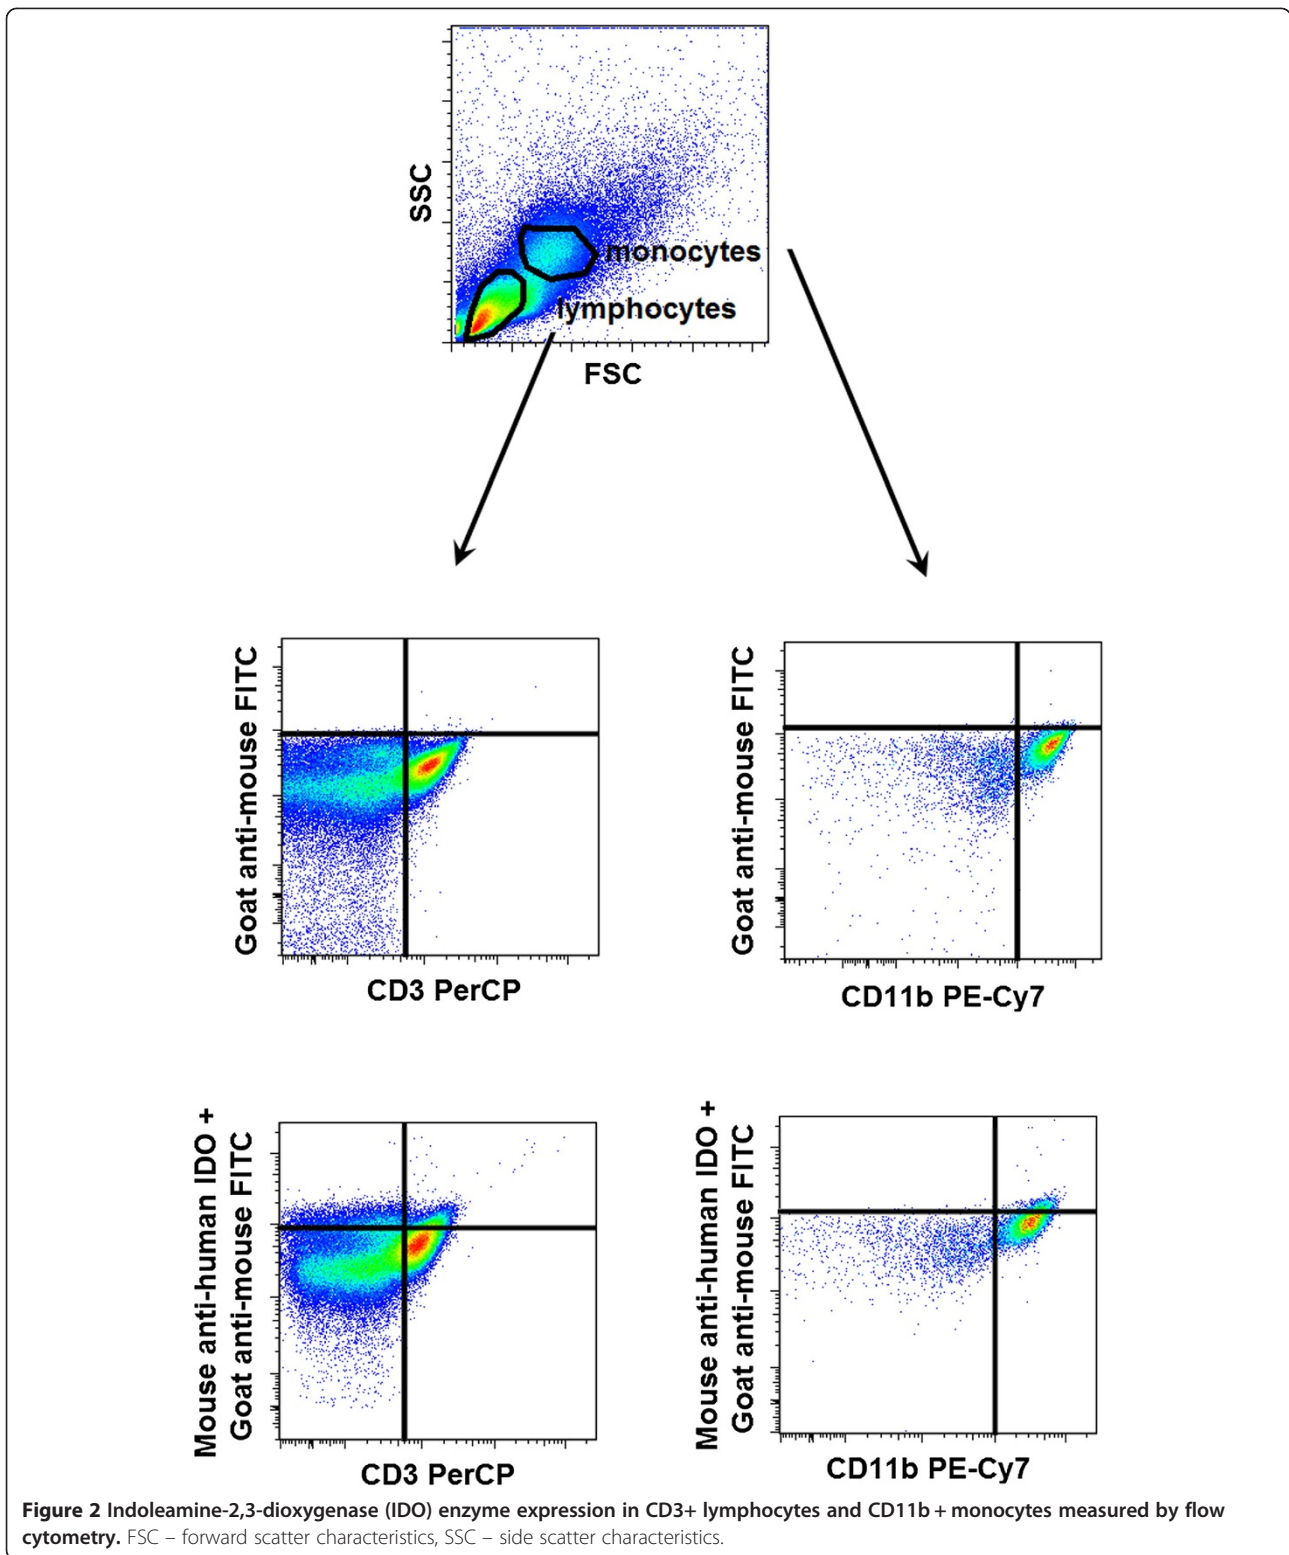 SSC
monocytes
lymphocytes
FSC
Goat anti-mouse FITC
CD3 PerCP
Goat anti-mouse FITC
CD11b PE-Cy7
Mouse anti-human IDO +
Goat anti-mouse FITC
CD3 PerCP
Mouse anti-human IDO +
Goat anti-mouse FITC
CD11b PE-Cy7
Figure 2 Indoleamine-2,3-dioxygenase (IDO) enzyme expression in CD3+ lymphocytes and CD11b + monocytes measured by flow
cytometry. FSC – forward scatter characteristics, SSC – side scatter characteristics.